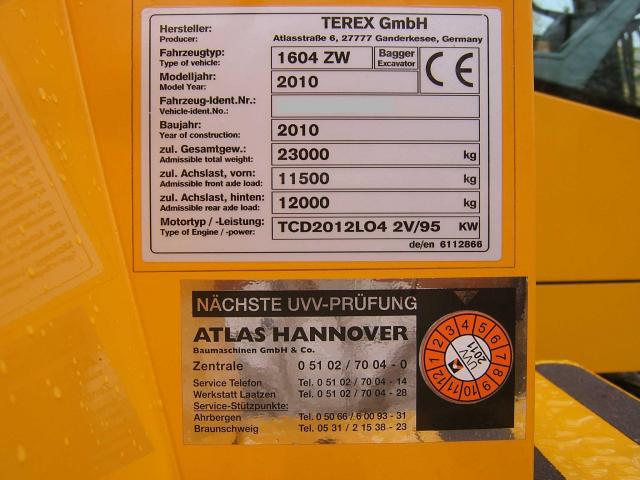 Hersteller: TEREX GmbH
Producer: Atlasstraße 6, 27777 Ganderkesee, Germany
Fahrzeugtyp: 1604 ZW Bagger
Type of vehicle: Excavator CE
Modelljahr: 2010
Model Year:
Fahrzeug-Ident.Nr.:
Vehicle-ident.No.:
Baujahr: 2010
Year of construction:
zul. Gesamtgew.: 23000 kg
Admissible total weight:
zul. Achslast, vorn: 11500 kg
Admissible front axle load:
zul. Achslast, hinten: 12000 kg
Admissible rear axle load:
Motortyp / -Leistung: TCD2012LO4 2V/95 KW
Type of Engine / -power:
de/en 6112866
NÄCHSTE UVV-PRÜFUNG
ATLAS HANNOVER
Baumaschinen GmbH & Co.
Zentrale 0 51 02 / 70 04 - 0
Service Telefon Tel. 0 51 02 / 70 04 - 14
Werkstatt Laatzen Tel. 0 51 02 / 70 04 - 28
Service-Stützpunkte:
Ahrbergen Tel. 0 50 66 / 6 00 93 - 31
Braunschweig Tel. 05 31 / 2 15 38 - 23
1 2 3 4 5 6 7 8 9 10 11 12
UVV
2011